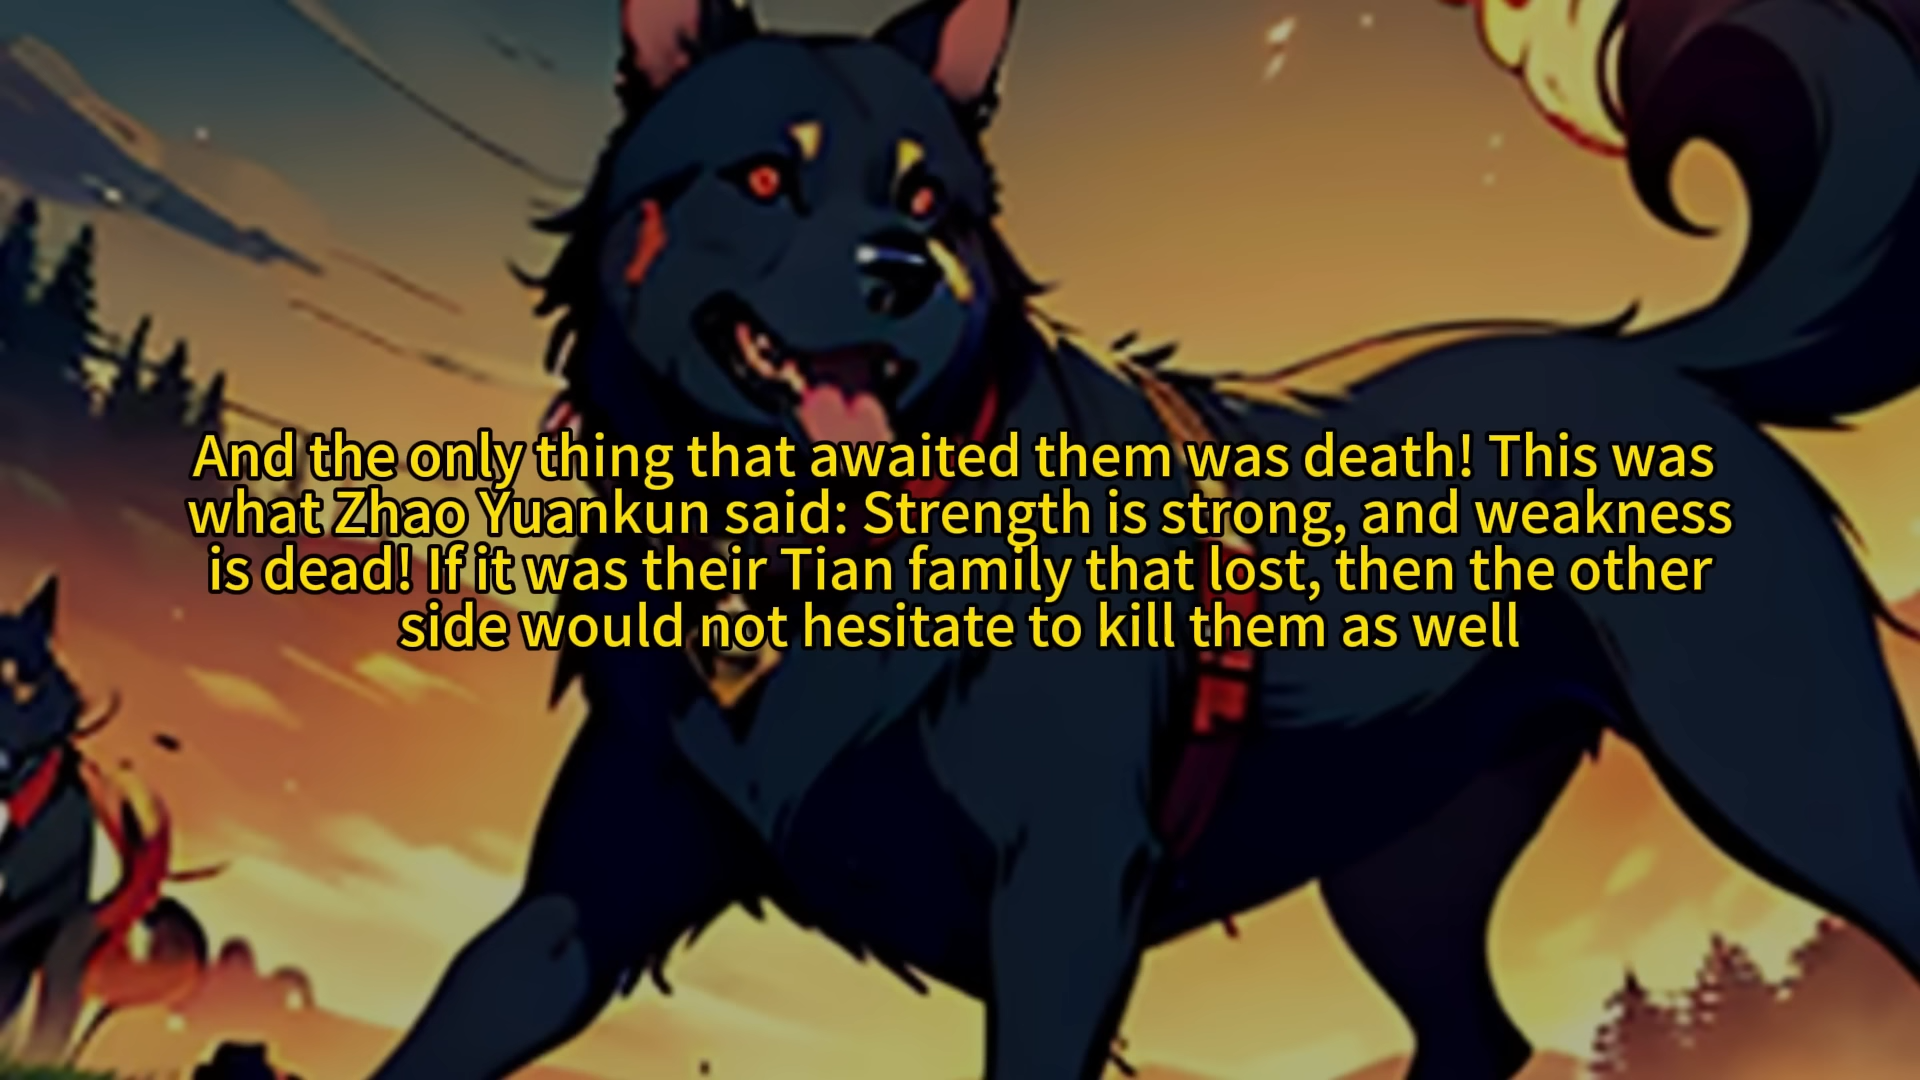 And the only thing that awaited them was death! This was
what Zhao Yuankun said: Strength is strong, and weakness
is dead! If it was their Tian family that lost, then the other
side would not hesitate to kill them as well